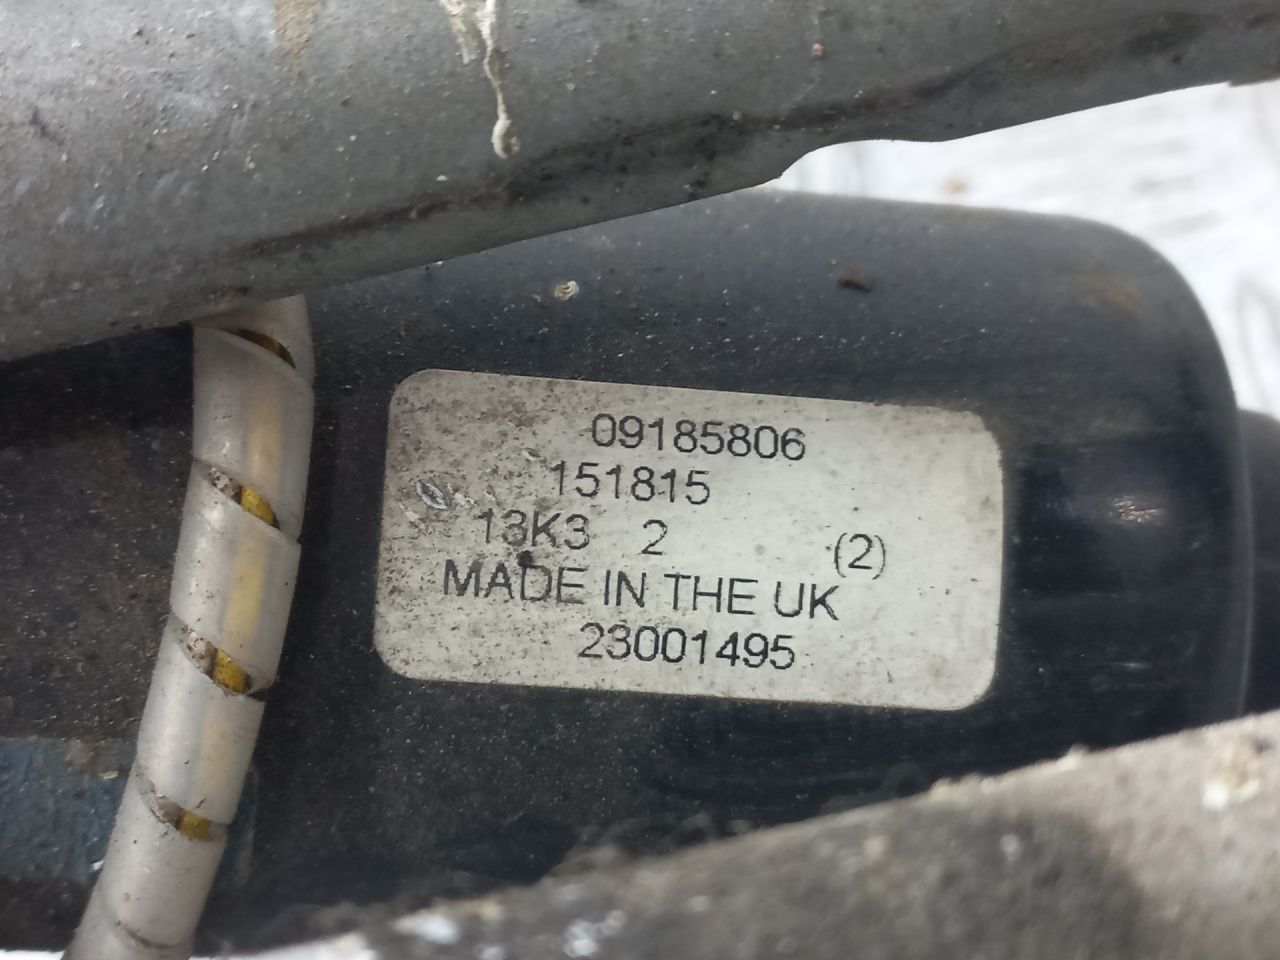 09185806
151815
13K3 2 (2)
MADE IN THE UK
23001495